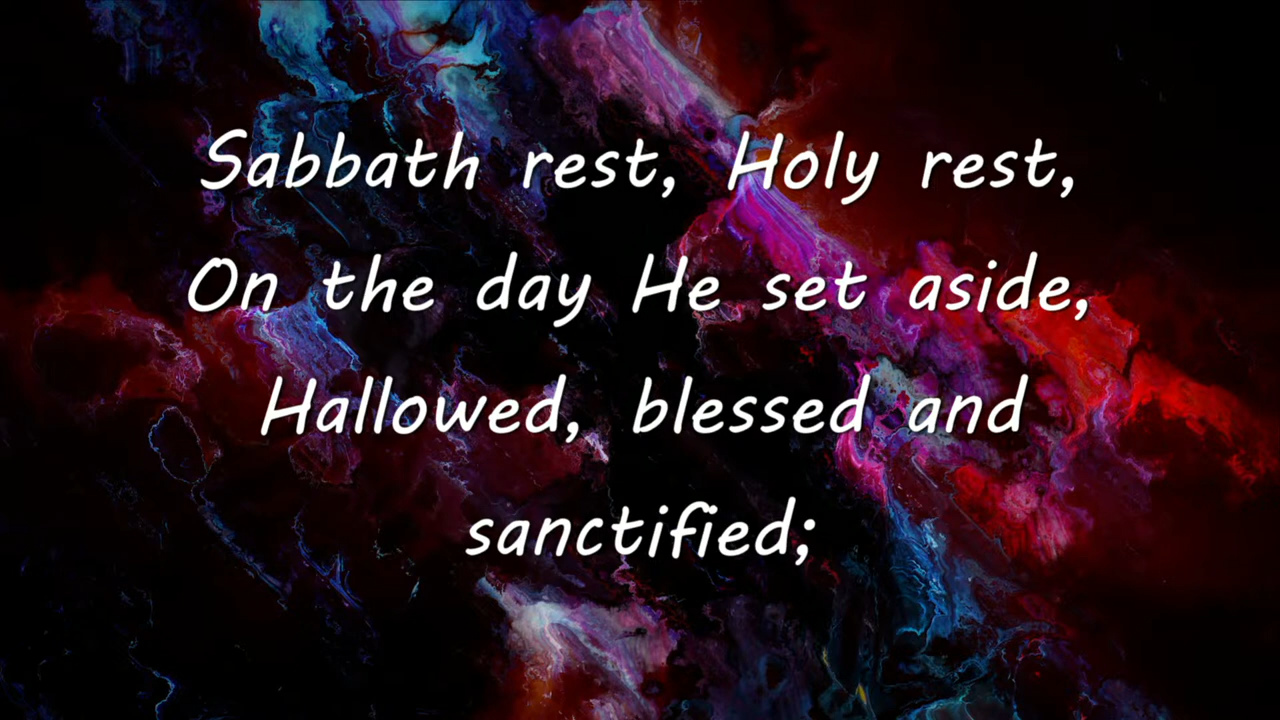 Sabbath rest, Holy rest,
On the day He set aside,
Hallowed, blessed and
sanctified;